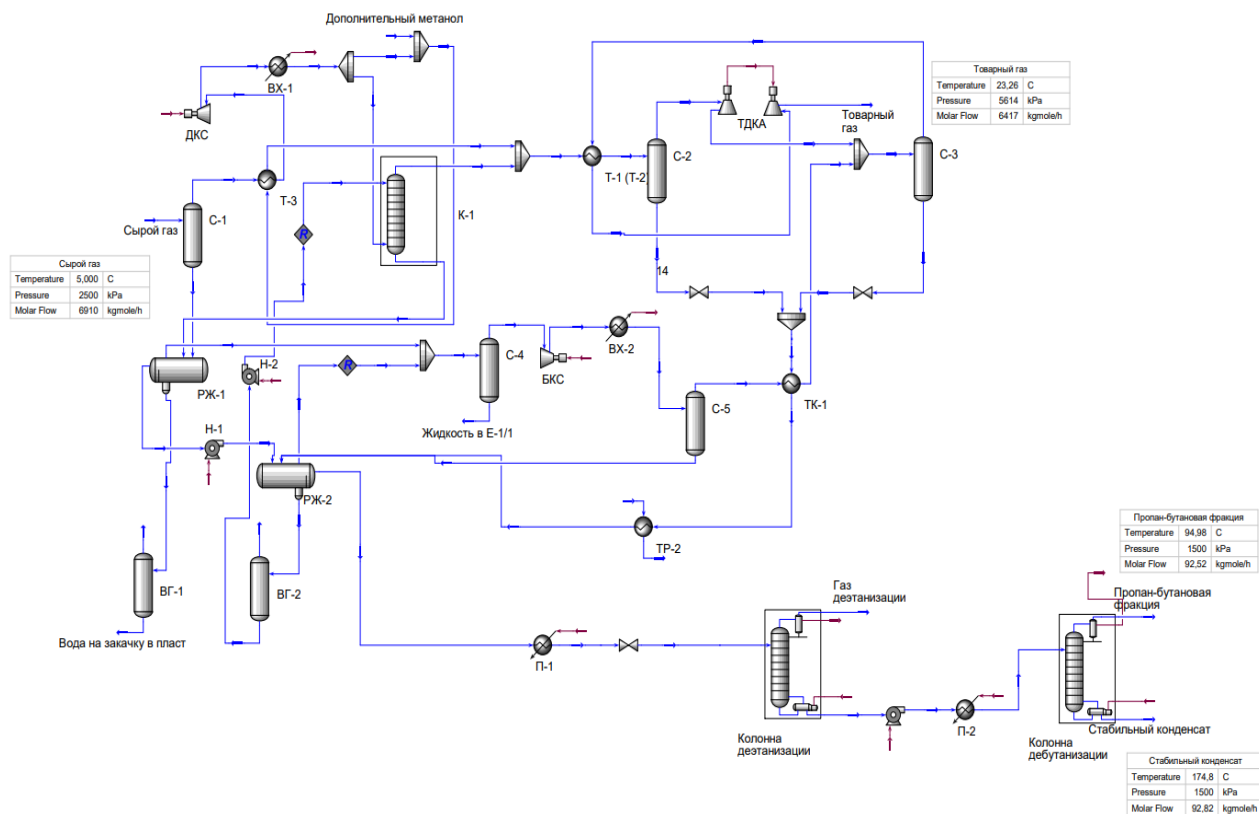 Дополнительный метанол
ВХ-1
ДКС
Товарный газ
Temperature 23,26 C
Pressure 5614 kPa
Molar Flow 6417 kgmole/h
ТДКА
Товарный
газ
С-2
С-3
Т-1 (Т-2)
Т-3
С-1
К-1
R
Сырой газ
Сырой газ
Temperature 5,000 C
Pressure 2500 kPa
Molar Flow 6910 kgmole/h
14
РЖ-1
Н-2
R
С-4
ВХ-2
БКС
С-5
ТК-1
Жидкость в Е-1/1
Н-1
РЖ-2
ТР-2
ВГ-1
ВГ-2
Вода на закачку в пласт
Пропан-бутановая фракция
Temperature 94,98 C
Pressure 1500 kPa
Molar Flow 92,52 kgmole/h
Газ
деэтанизации
Пропан-бутановая
фракция
П-1
П-2
Колонна
деэтанизации
Колонна
дебутанизации
Стабильный конденсат
Стабильный конденсат
Temperature 174,8 C
Pressure 1500 kPa
Molar Flow 92,82 kgmole/h